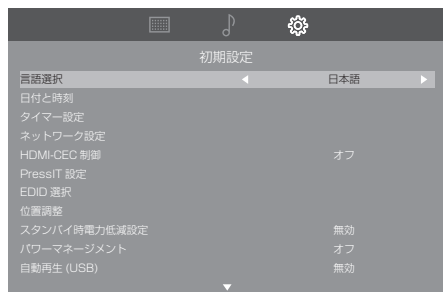 初期設定
言語選択 日本語
日付と時刻
タイマー設定
ネットワーク設定
HDMI-CEC 制御 オフ
PressIT 設定
EDID 選択
位置調整
スタンバイ時電力低減設定 無効
パワーマネージメント オフ
自動再生 (USB) 無効